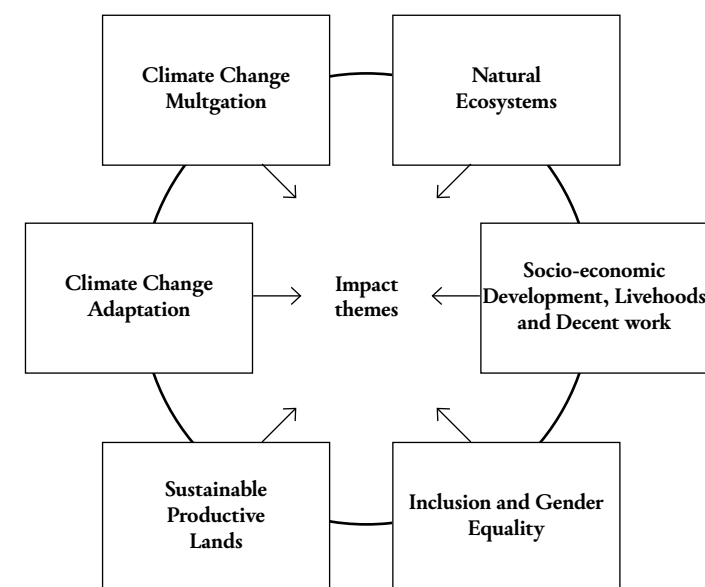 Climate Change
Multgation
Natural
Ecosystems
Climate Change
Adaptation
Impact
themes
Socio-economic
Development, Livehoods
and Decent work
Sustainable
Productive
Lands
Inclusion and Gender
Equality